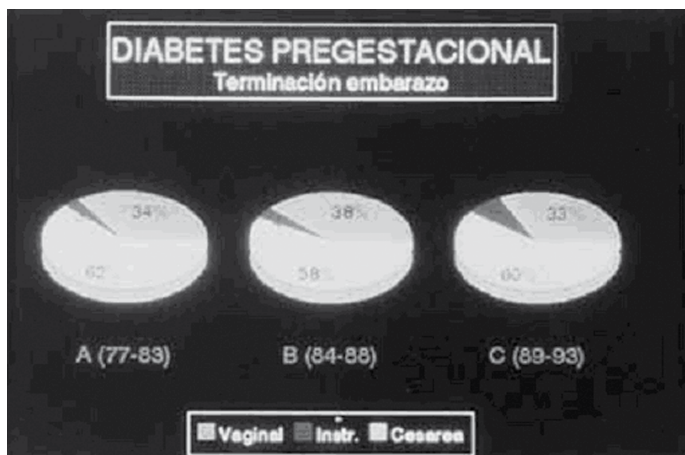 DIABETES PREGESTACIONAL
Terminación embarazo
34% 38% 33%
62 58% 60%
A (77-83) B (84-88) C (89-93)
Vaginal Instr. Cesarea